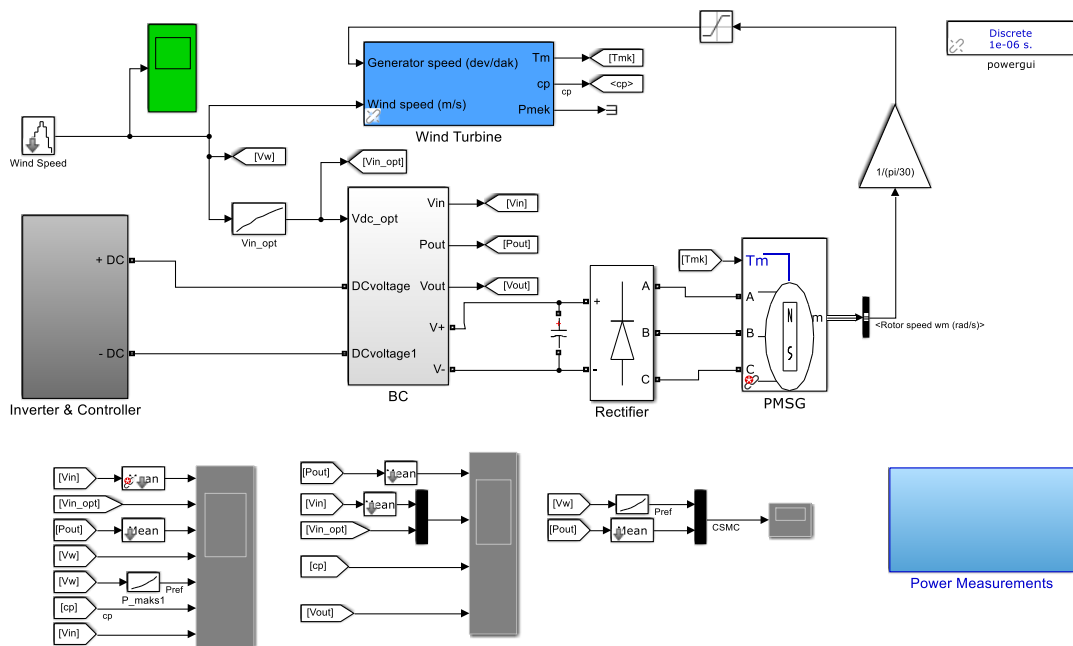 Discrete
1e-06 s.
powergui
Generator speed (dev/dak)
Wind speed (m/s)
Tm
cp
Pmek
[Tmk]
<cp>
cp
Wind Turbine
Wind Speed
[Vw]
[Vin_opt]
Vin_opt
1/(pi/30)
+ DC
- DC
Inverter & Controller
Vdc_opt
DCvoltage
DCvoltage1
Vin
Pout
Vout
V+
V-
BC
[Vin]
[Pout]
[Vout]
+
+
-
A
B
C
Rectifier
[Tmk]
Tm
A
B
C
N
S
m
PMSG
<Rotor speed wm (rad/s)>
[Vin]
[Vin_opt]
[Pout]
Mean
[Vw]
[Vw]
P_maks1
Pref
[cp]
cp
[Vin]
[Pout]
[Vin]
[Vin_opt]
[cp]
[Vout]
[Vw]
Pref
[Pout]
Mean
CSMC
Power Measurements